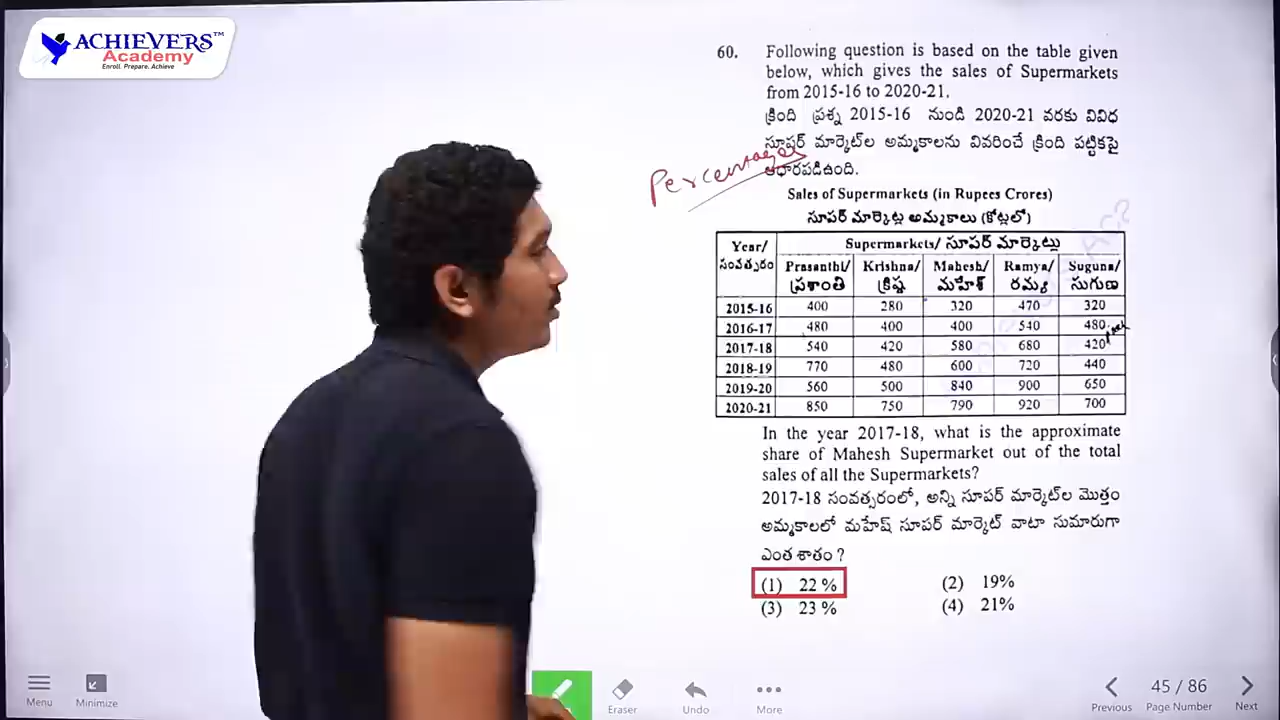 ACHIEVERS™
Academy
Enroll. Prepare. Achieve
60. Following question is based on the table given
below, which gives the sales of Supermarkets
from 2015-16 to 2020-21.
క్రింది ప్రశ్న 2015-16 నుండి 2020-21 వరకు వివిధ
సూపర్ మార్కెట్‌ల అమ్మకాలను వివరించే క్రింది పట్టికపై
ఆధారపడిఉంది.
Percentages
Sales of Supermarkets (in Rupees Crores)
సూపర్ మార్కెట్ల అమ్మకాలు (కోట్లలో)
Year/ Supermarkets/ సూపర్ మార్కెట్లు
సంవత్సరం Prasanthi/ Krishna/ Mahesh/ Ramya/ Suguna/
ప్రశాంతి క్రిష్ణ మహేశ్ రమ్య సుగుణ
2015-16 400 280 320 470 320
2016-17 480 400 400 540 480
2017-18 540 420 580 680 420
2018-19 770 480 600 720 440
2019-20 560 500 840 900 650
2020-21 850 750 790 920 700
In the year 2017-18, what is the approximate
share of Mahesh Supermarket out of the total
sales of all the Supermarkets?
2017-18 సంవత్సరంలో, అన్ని సూపర్ మార్కెట్‌ల మొత్తం
అమ్మకాలలో మహేష్ సూపర్ మార్కెట్ వాటా సుమారుగా
ఎంత శాతం ?
(1) 22 % (2) 19%
(3) 23 % (4) 21%
Menu Minimize Eraser Undo More Previous 45 / 86 Page Number Next